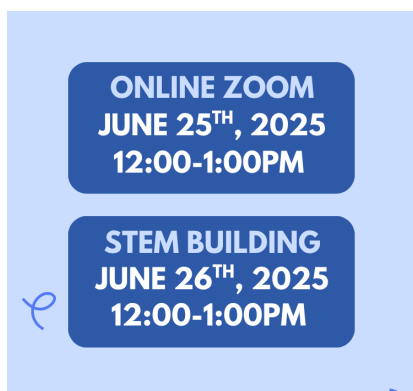 ONLINE ZOOM
JUNE 25TH, 2025
12:00-1:00PM
STEM BUILDING
JUNE 26TH, 2025
12:00-1:00PM